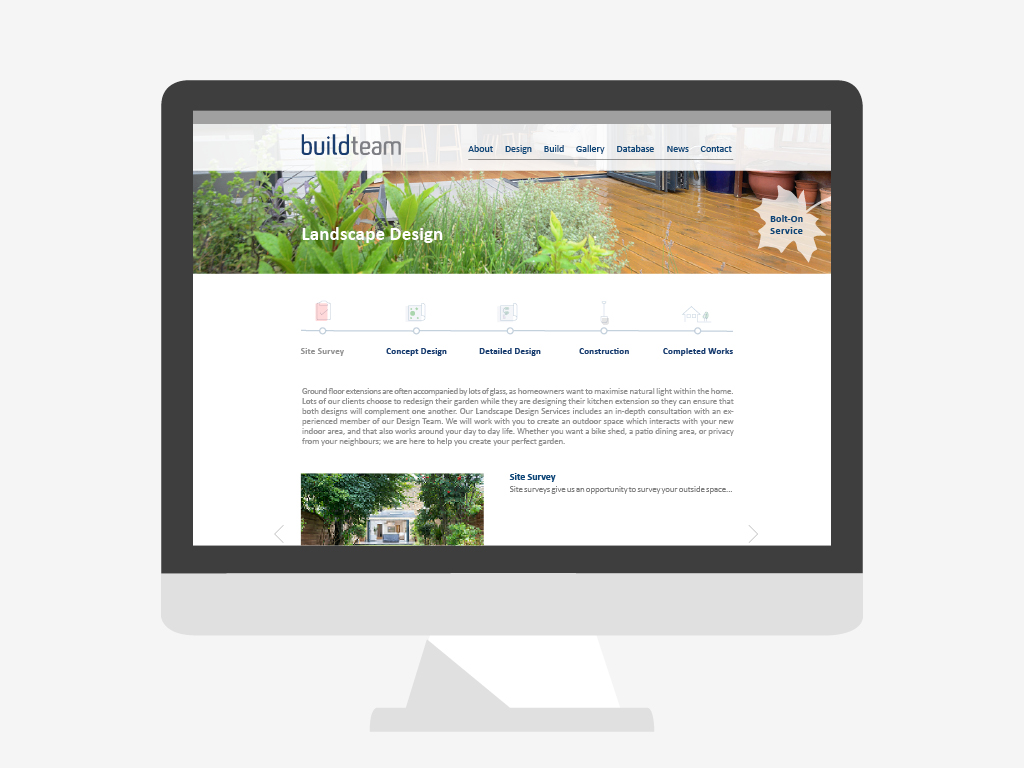 buildteam
About Design Build Gallery Database News Contact
Landscape Design
Bolt-On
Service
Site Survey Concept Design Detailed Design Construction Completed Works
Ground floor extensions are often accompanied by lots of glass, as homeowners want to maximise natural light within the home.
Lots of our clients choose to redesign their garden while they are designing their kitchen extension so they can ensure that
both designs will complement one another. Our Landscape Design Services includes an in-depth consultation with an ex-
perienced member of our Design Team. We will work with you to create an outdoor space which interacts with your new
indoor area, and that also works around your day to day life. Whether you want a bike shed, a patio dining area, or privacy
from your neighbours; we are here to help you create your perfect garden.
Site Survey
Site surveys give us an opportunity to survey your outside space...